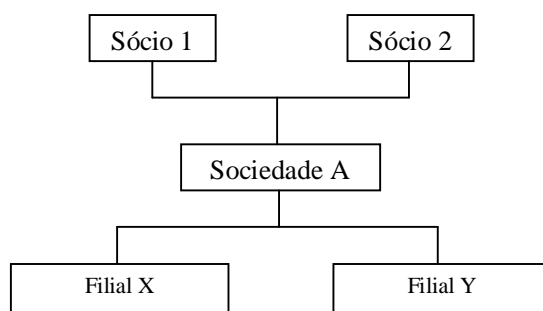 Sócio 1
Sócio 2
Sociedade A
Filial X
Filial Y